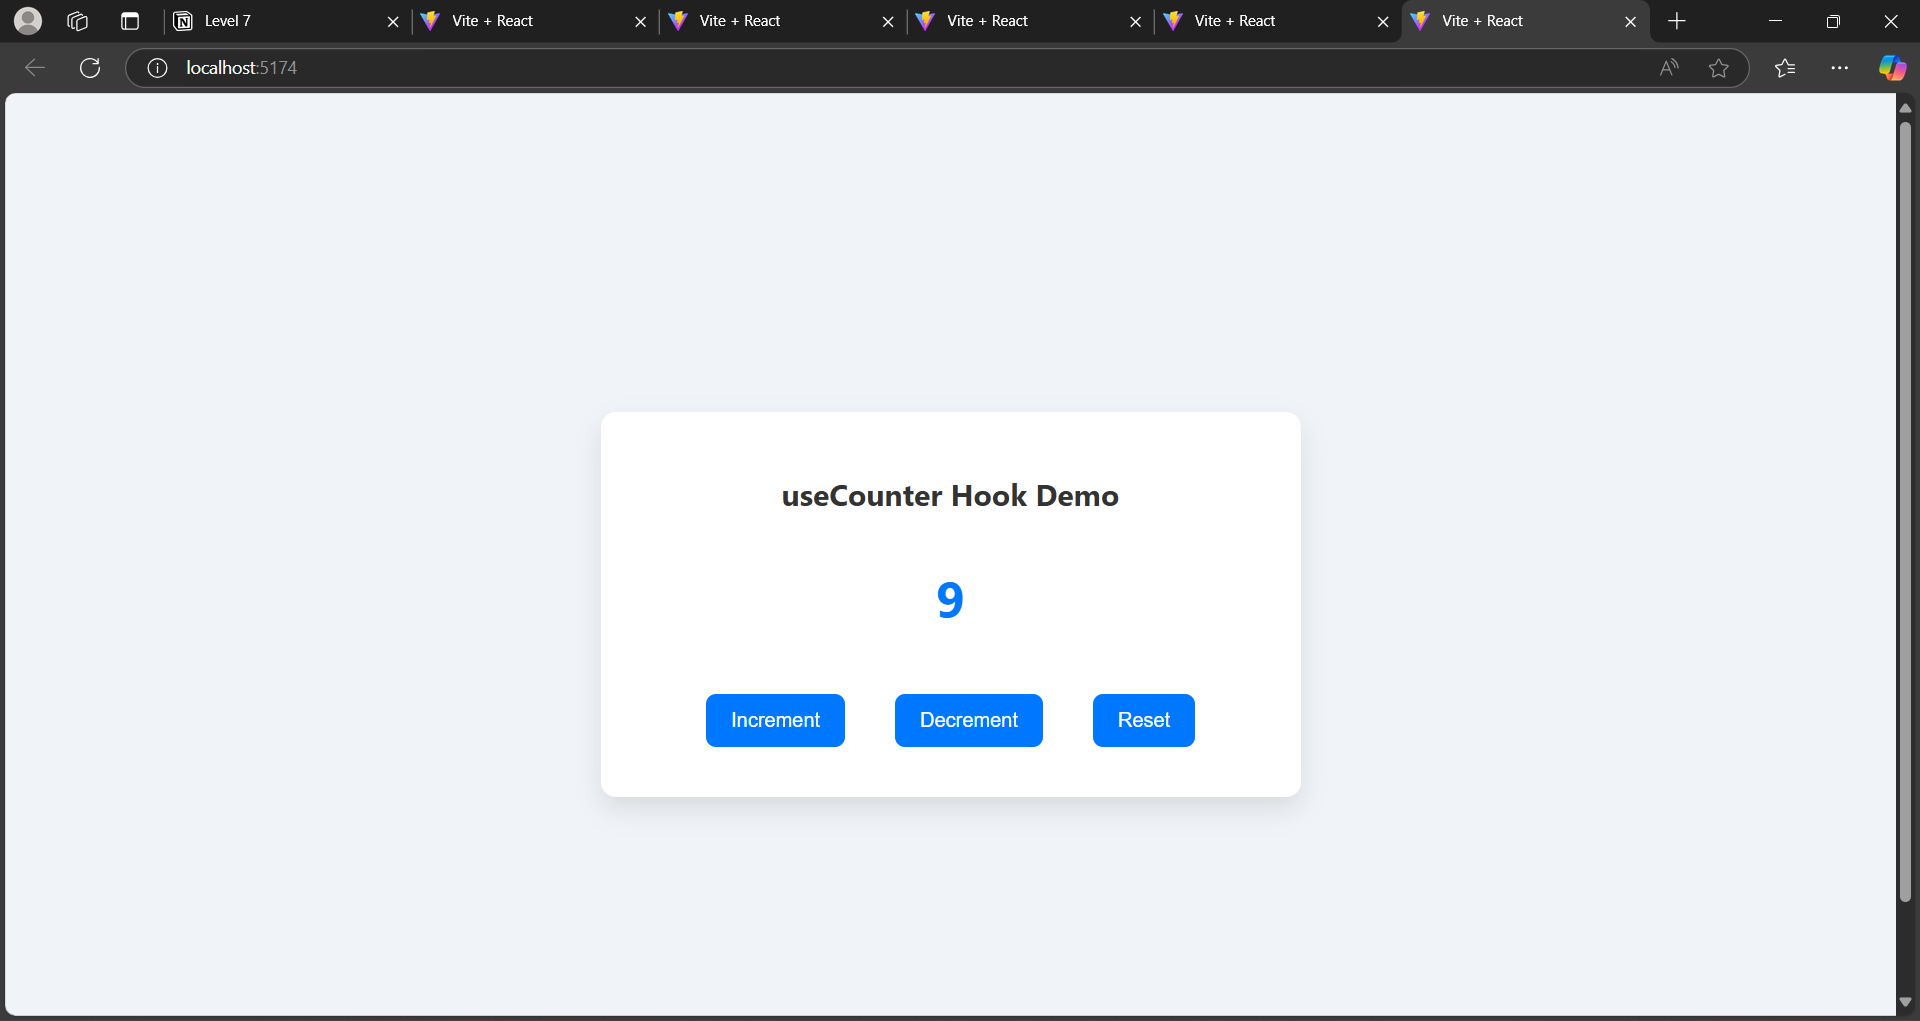 Level 7
Vite + React
Vite + React
Vite + React
Vite + React
Vite + React
localhost:5174
useCounter Hook Demo
9
Increment
Decrement
Reset